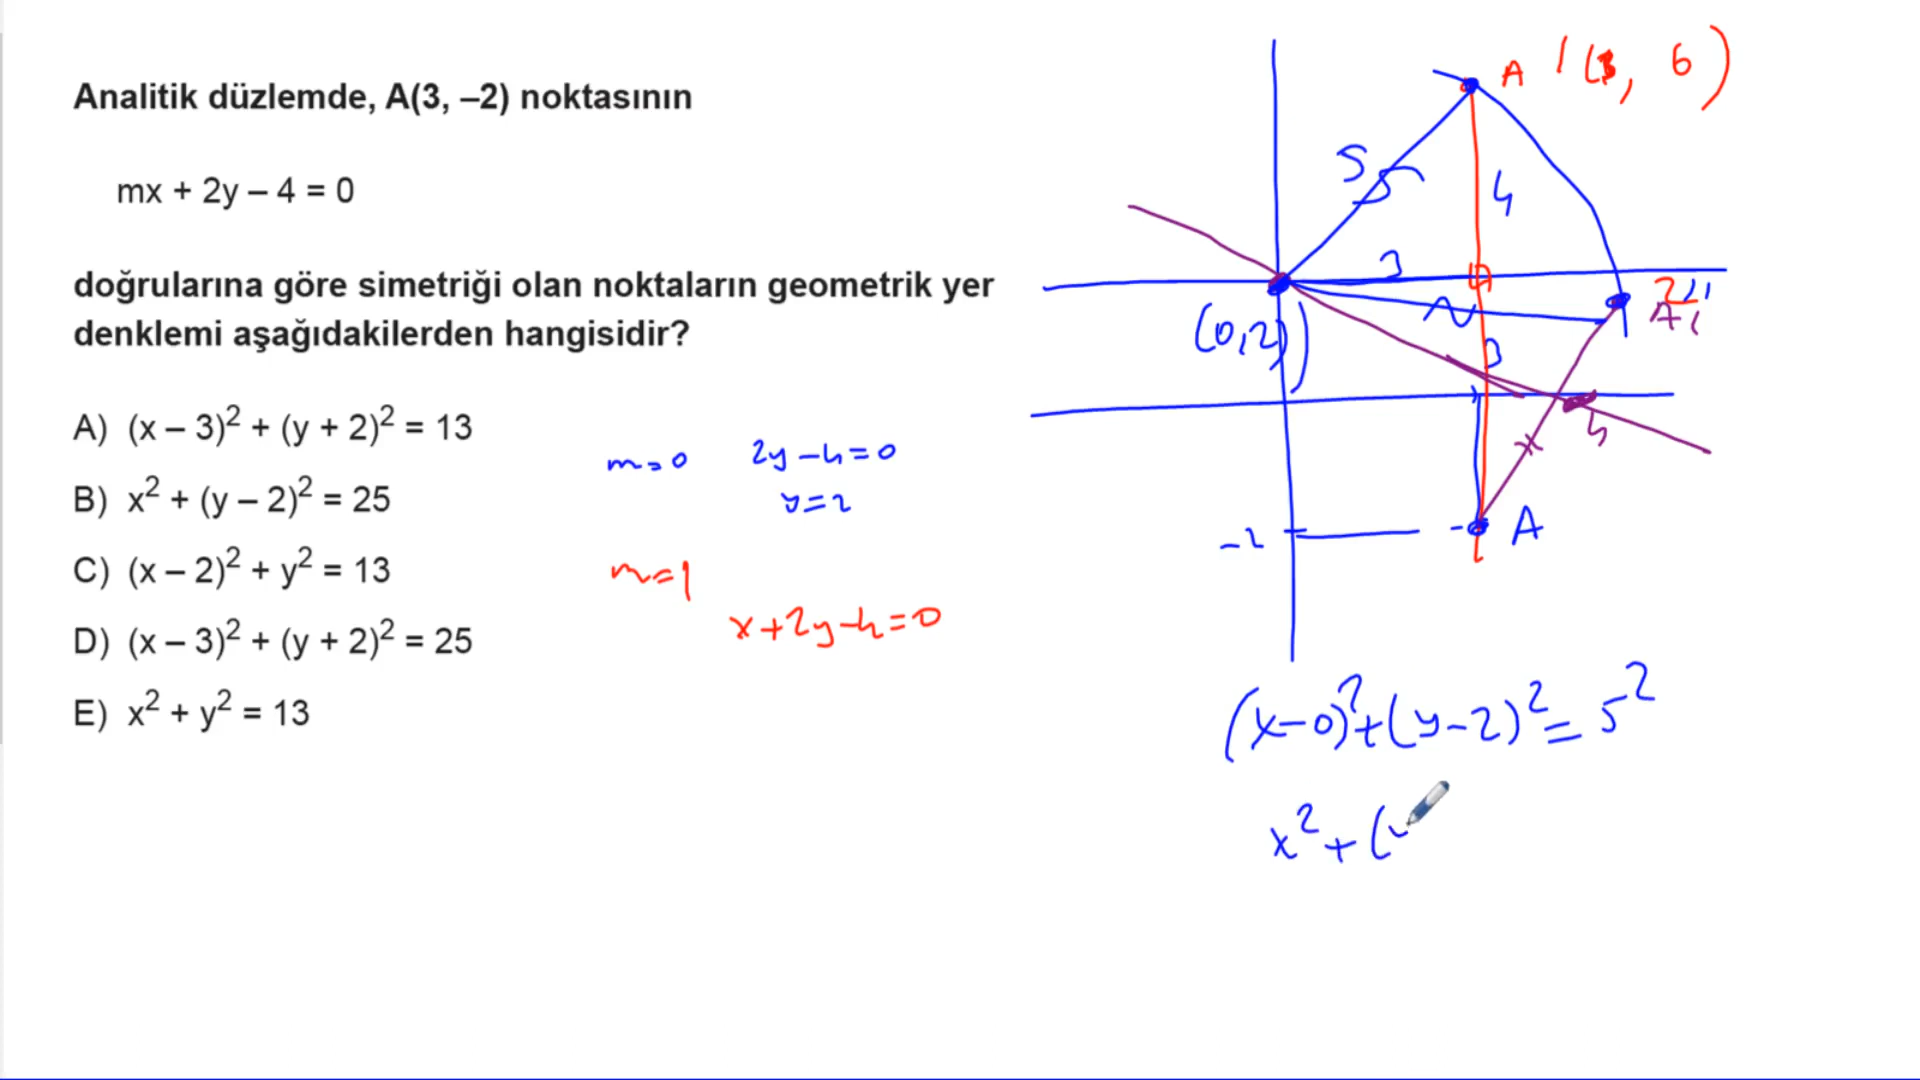 Analitik düzlemde, A(3, –2) noktasının
mx + 2y – 4 = 0
doğrularına göre simetriği olan noktaların geometrik yer
denklemi aşağıdakilerden hangisidir?
A) (x – 3)² + (y + 2)² = 13
B) x² + (y – 2)² = 25
C) (x – 2)² + y² = 13
D) (x – 3)² + (y + 2)² = 25
E) x² + y² = 13
m=0 2y-4=0
y=2
m=1
x+2y-4=0
A'(3, 6)
5
4
3
(0,2)
3
4
A''
-2
A
(x-0)²+(y-2)²=5²
x²+(